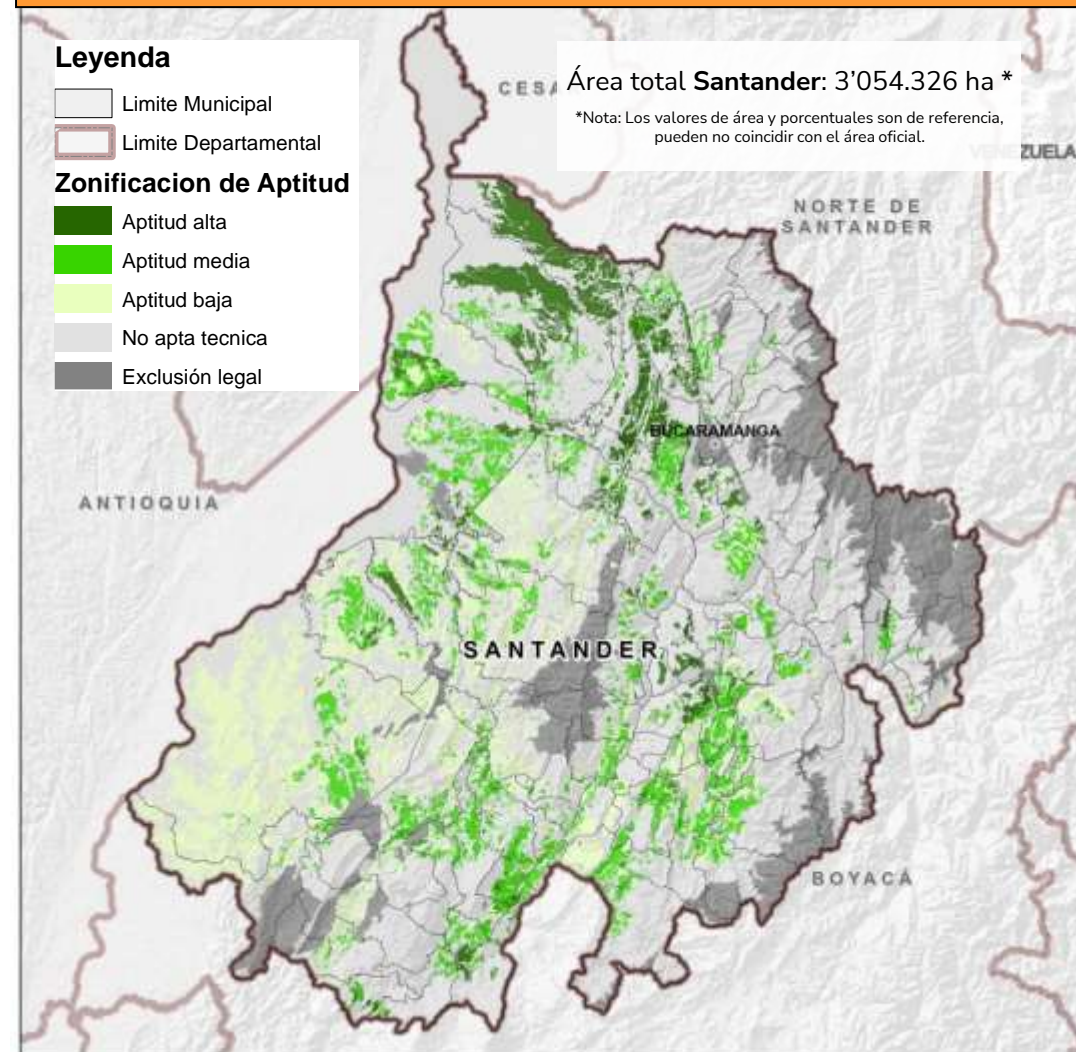 Leyenda
Limite Municipal
Limite Departamental
Zonificacion de Aptitud
Aptitud alta
Aptitud media
Aptitud baja
No apta tecnica
Exclusión legal
Área total Santander: 3’054.326 ha *
*Nota: Los valores de área y porcentuales son de referencia,
pueden no coincidir con el área oficial.
CESA
VENEZUELA
NORTE DE
SANTANDER
BUCARAMANGA
ANTIOQUIA
SANTANDER
BOYACÁ